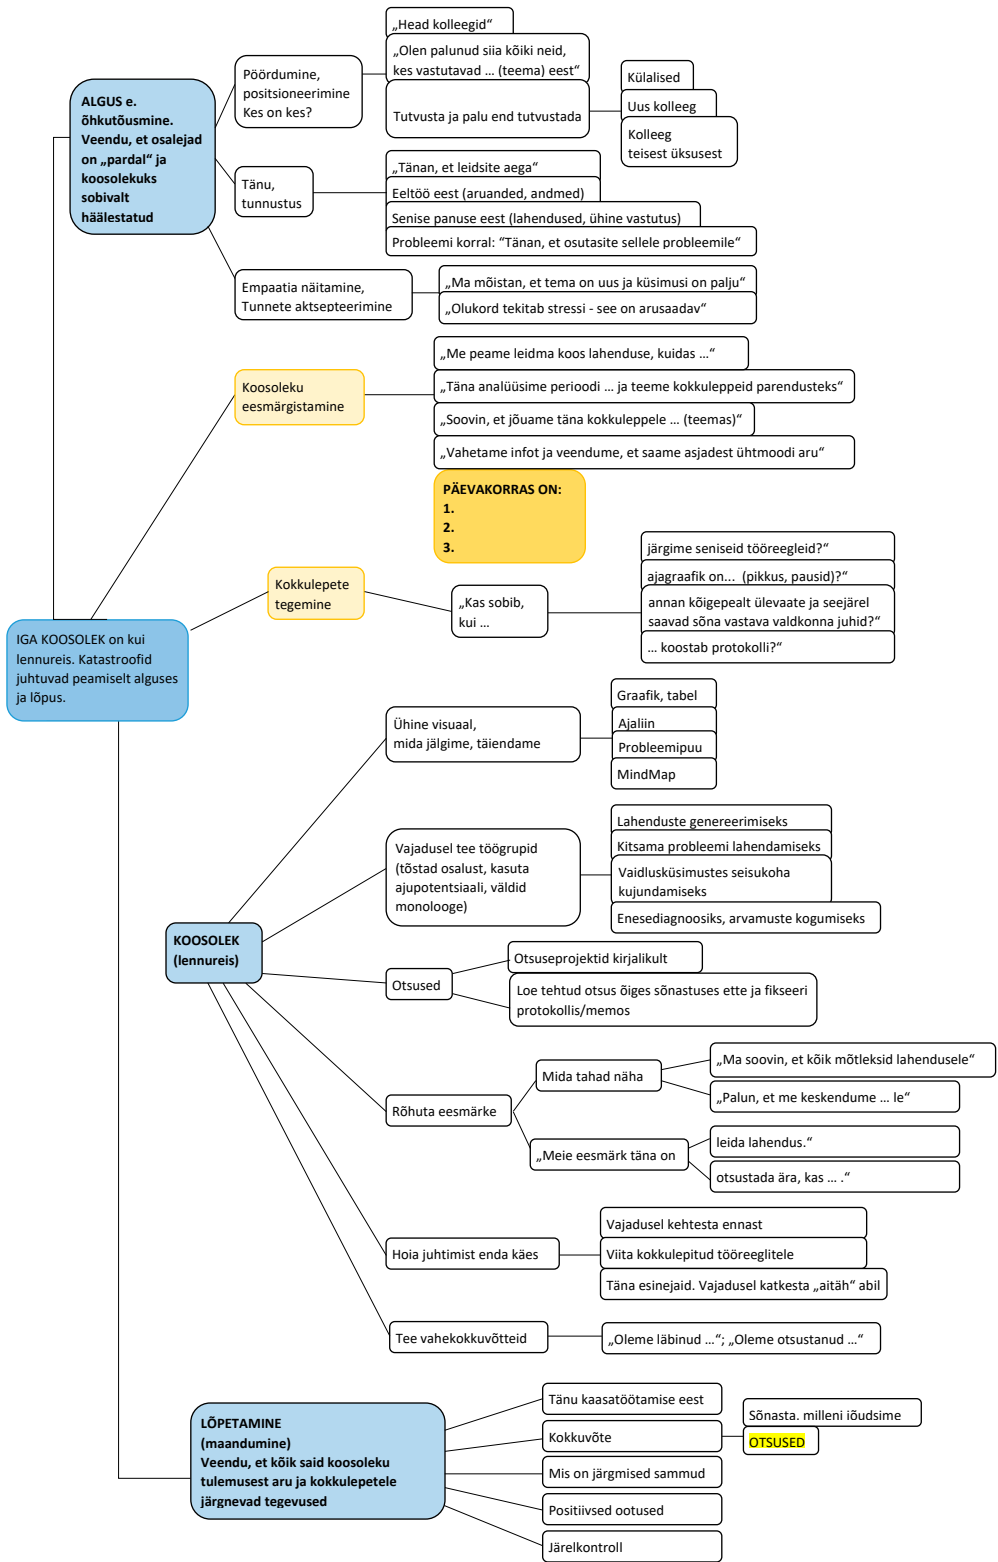 „Head kolleegid“
„Olen palunud siia kõiki neid,
kes vastutavad … (teema) eest“
Tutvusta ja palu end tutvustada
Külalised
Uus kolleeg
Kolleeg
teisest üksusest
Pöördumine,
positsioneerimine
Kes on kes?
ALGUS e.
õhkutõusmine.
Veendu, et osalejad
on „pardal“ ja
koosolekuks
sobivalt
häälestatud
Tänu,
tunnustus
„Tänan, et leidsite aega“
Eeltöö eest (aruanded, andmed)
Senise panuse eest (lahendused, ühine vastutus)
Probleemi korral: “Tänan, et osutasite sellele probleemile“
Empaatia näitamine,
Tunnete aktsepteerimine
„Ma mõistan, et tema on uus ja küsimusi on palju“
„Olukord tekitab stressi - see on arusaadav“
Koosoleku
eesmärgistamine
„Me peame leidma koos lahenduse, kuidas …“
„Täna analüüsime perioodi … ja teeme kokkuleppeid parendusteks“
„Soovin, et jõuame täna kokkuleppele … (teemas)“
„Vahetame infot ja veendume, et saame asjadest ühtmoodi aru“
PÄEVAKORRAS ON:
1.
2.
3.
Kokkulepete
tegemine
„Kas sobib,
kui …
järgime seniseid tööreegleid?“
ajagraafik on... (pikkus, pausid)?“
annan kõigepealt ülevaate ja seejärel
saavad sõna vastava valdkonna juhid?“
… koostab protokolli?“
IGA KOOSOLEK on kui
lennureis. Katastroofid
juhtuvad peamiselt alguses
ja lõpus.
Ühine visuaal,
mida jälgime, täiendame
Graafik, tabel
Ajaliin
Probleemipuu
MindMap
Vajadusel tee töögrupid
(tõstad osalust, kasuta
ajupotentsiaali, väldid
monolooge)
Lahenduste genereerimiseks
Kitsama probleemi lahendamiseks
Vaidlusküsimustes seisukoha
kujundamiseks
Enesediagnoosiks, arvamuste kogumiseks
KOOSOLEK
(lennureis)
Otsused
Otsuseprojektid kirjalikult
Loe tehtud otsus õiges sõnastuses ette ja fikseeri
protokollis/memos
Rõhuta eesmärke
Mida tahad näha
„Ma soovin, et kõik mõtleksid lahendusele“
„Palun, et me keskendume … le“
„Meie eesmärk täna on
leida lahendus.“
otsustada ära, kas … .“
Hoia juhtimist enda käes
Vajadusel kehtesta ennast
Viita kokkulepitud tööreeglitele
Täna esinejaid. Vajadusel katkesta „aitäh“ abil
Tee vahekokkuvõtteid
„Oleme läbinud …“; „Oleme otsustanud …“
LÕPETAMINE
(maandumine)
Veendu, et kõik said koosoleku
tulemusest aru ja kokkulepetele
järgnevad tegevused
Tänu kaasatöötamise eest
Kokkuvõte
Sõnasta. milleni iõudsime
OTSUSED
Mis on järgmised sammud
Positiivsed ootused
Järelkontroll